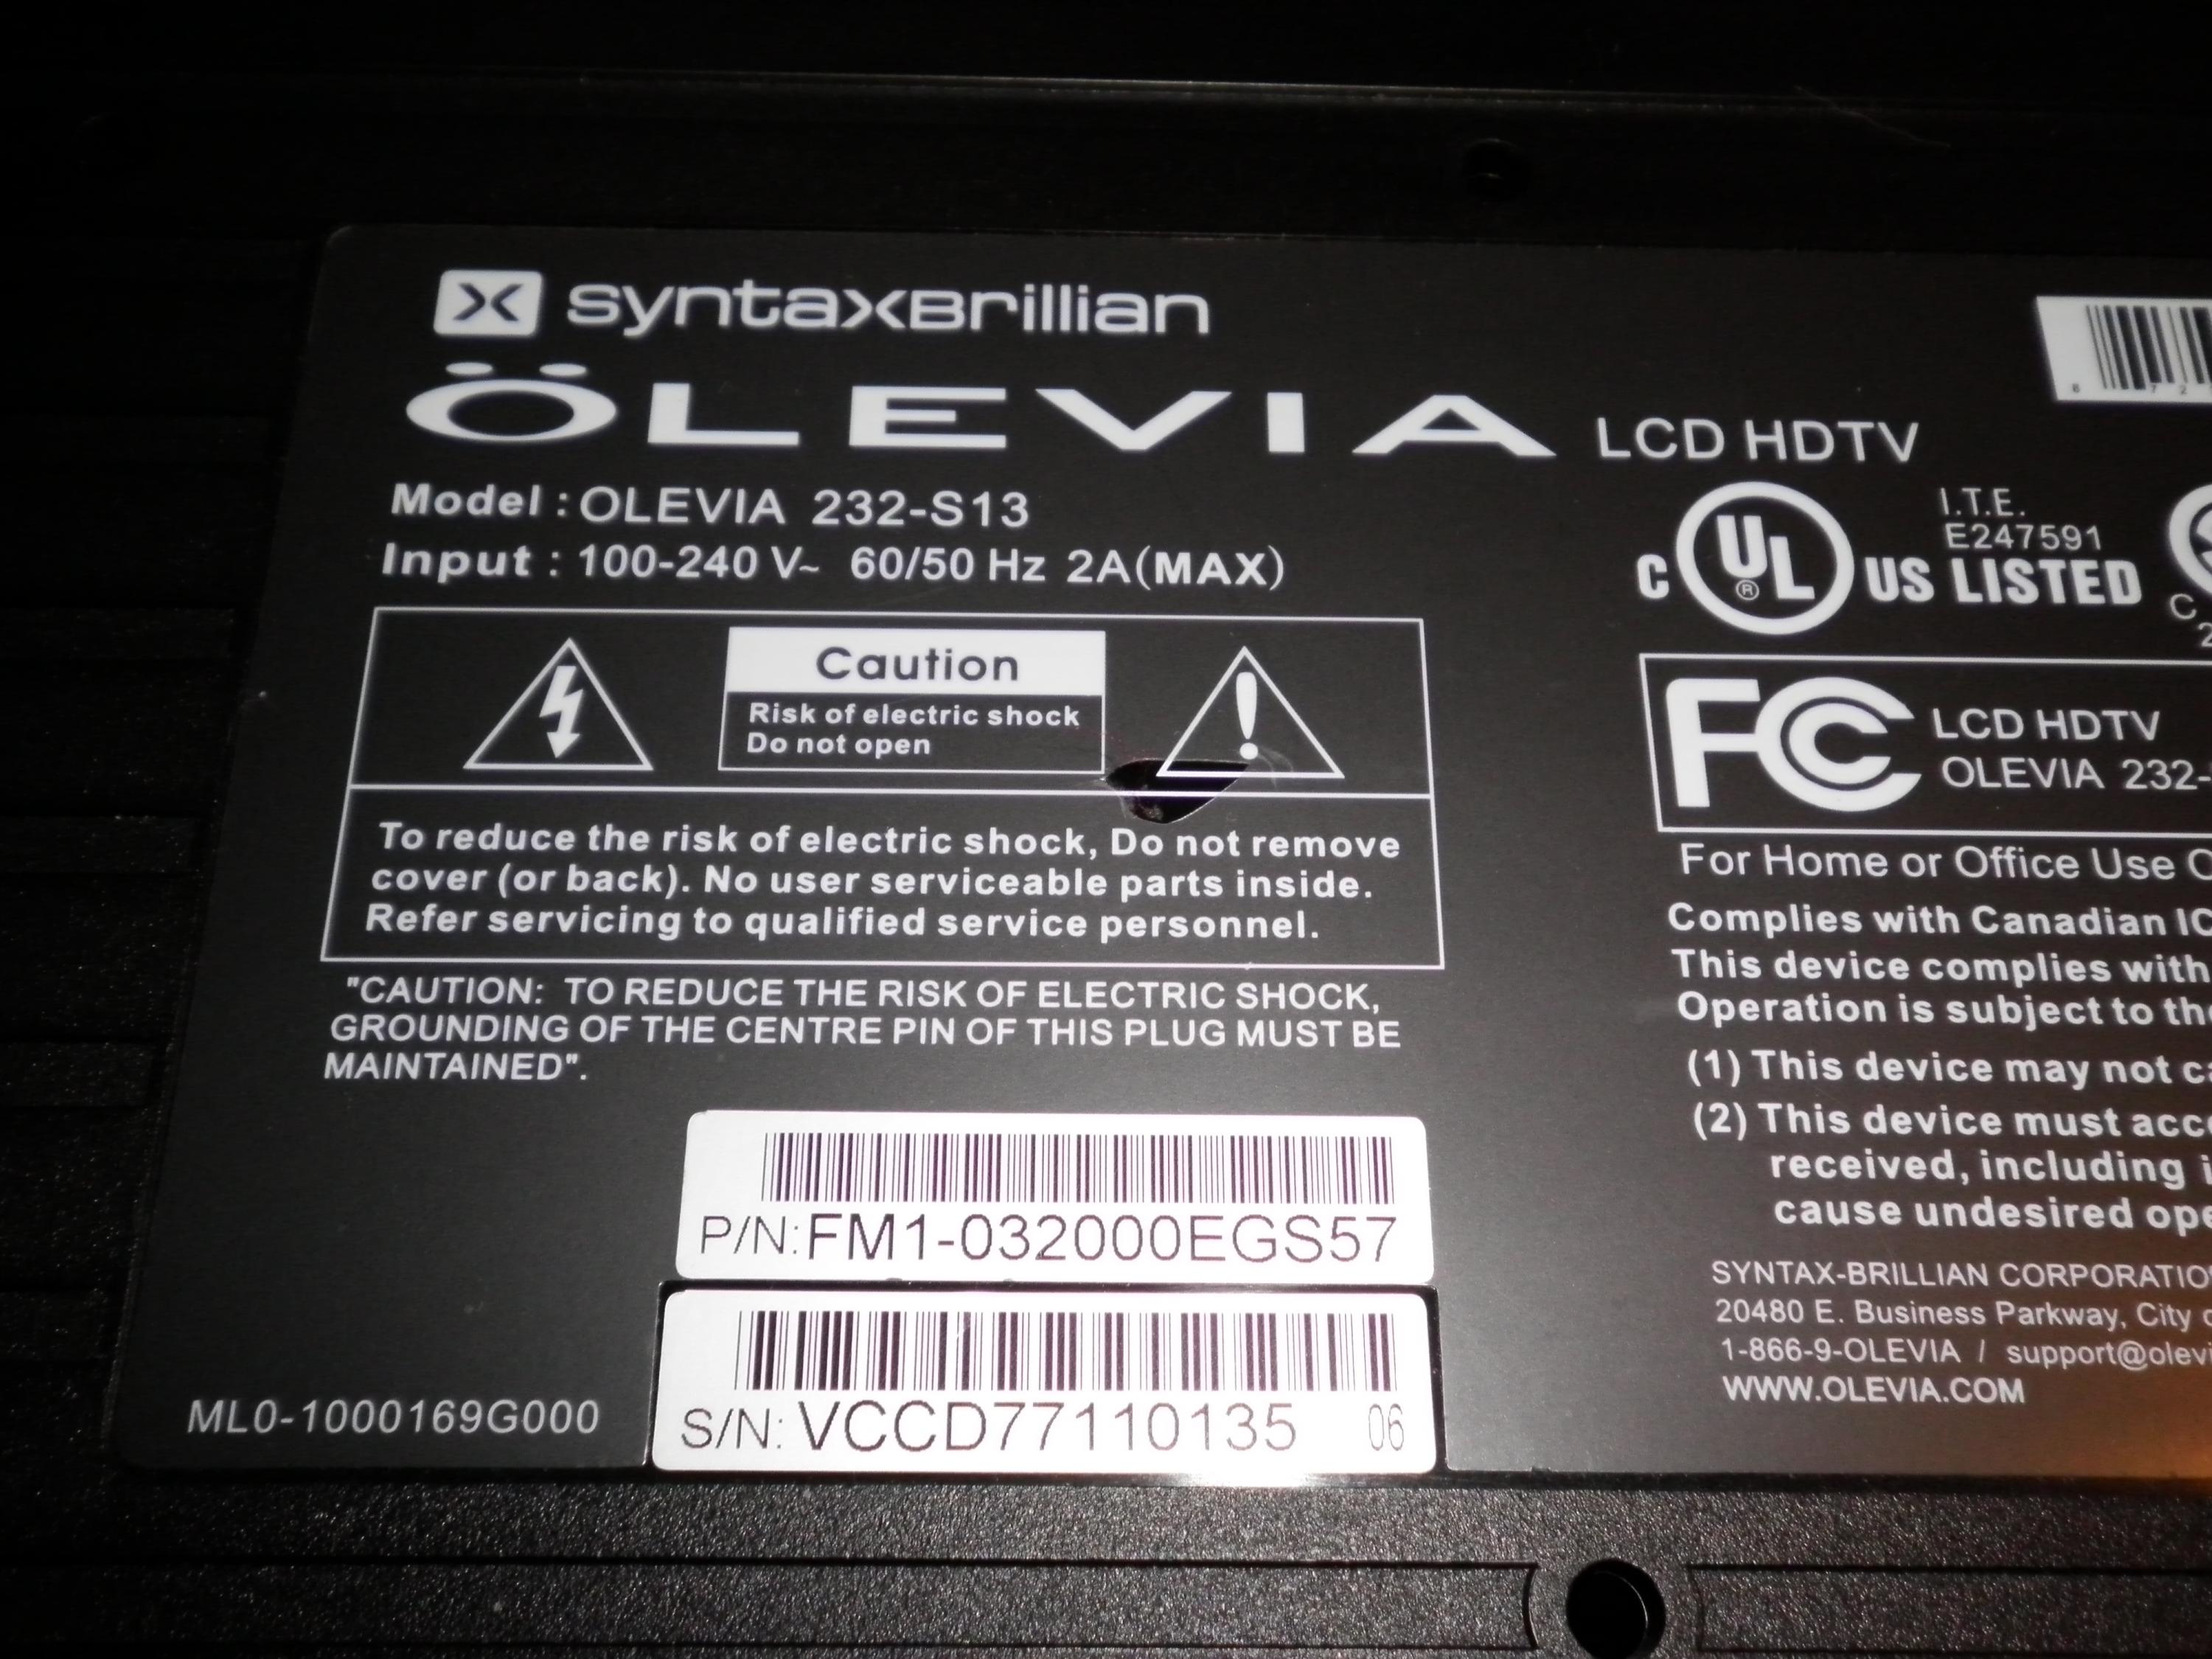 syntaxBrillian
ÖLEVIA LCD HDTV
Model : OLEVIA 232-S13
Input : 100-240 V~ 60/50 Hz 2A(MAX)
Caution
Risk of electric shock
Do not open
To reduce the risk of electric shock, Do not remove
cover (or back). No user serviceable parts inside.
Refer servicing to qualified service personnel.
"CAUTION: TO REDUCE THE RISK OF ELECTRIC SHOCK,
GROUNDING OF THE CENTRE PIN OF THIS PLUG MUST BE
MAINTAINED".
P/N:FM1-032000EGS57
S/N: VCCD77110135 06
ML0-1000169G000
6 72
I.T.E.
E247591
C UL ® US LISTED
C
2
FC LCD HDTV
OLEVIA 232-
For Home or Office Use
Complies with Canadian IC
This device complies with
Operation is subject to the
(1) This device may not
(2) This device must
received, including
cause undesired
SYNTAX-BRILLIAN CORPORATIO
20480 E. Business Parkway, City
1-866-9-OLEVIA / support@olevi
WWW.OLEVIA.COM